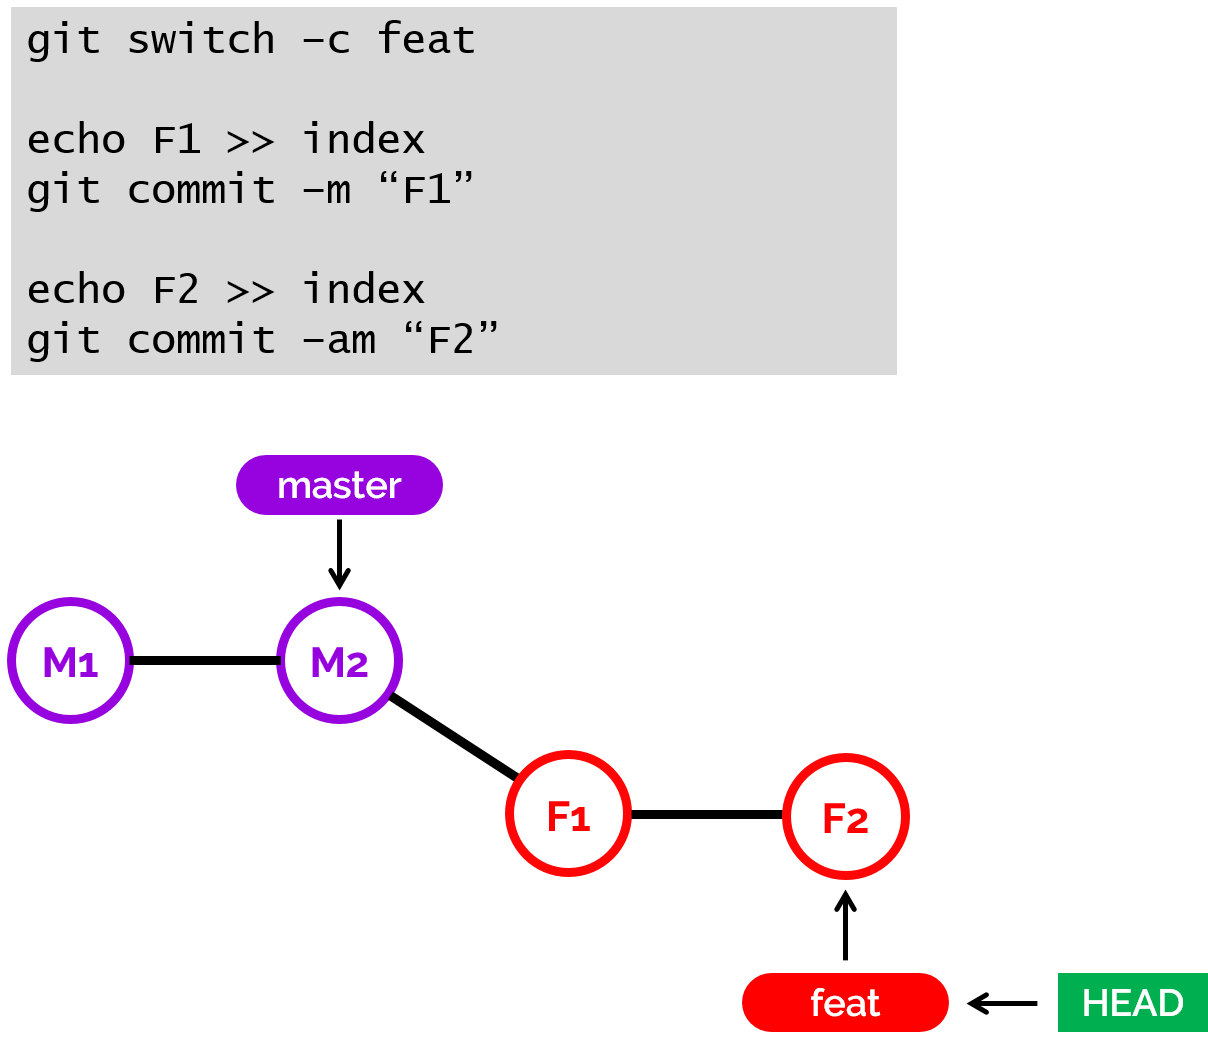 git switch –c feat
echo F1 >> index
git commit –m “F1”
echo F2 >> index
git commit –am “F2”
master
M1
M2
F1
F2
feat
HEAD